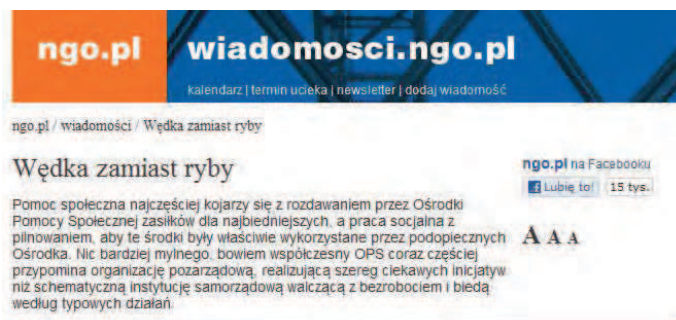 ngo.pl wiadomosci.ngo.pl
kalendarz | termin ucieka | newsletter | dodaj wiadomość
ngo.pl / wiadomości / Wędka zamiast ryby
Wędka zamiast ryby
ngo.pl na Facebooku
Lubię to! 15 tys.
A A A
Pomoc społeczna najczęściej kojarzy się z rozdawaniem przez Ośrodki
Pomocy Społecznej zasiłków dla najbiedniejszych, a praca socjalna z
pilnowaniem, aby te środki były właściwie wykorzystane przez podopiecznych
Ośrodka. Nic bardziej mylnego, bowiem współczesny OPS coraz częściej
przypomina organizację pozarządową, realizującą szereg ciekawych inicjatyw
niż schematyczną instytucję samorządową walczącą z bezrobociem i biedą
według typowych działań.